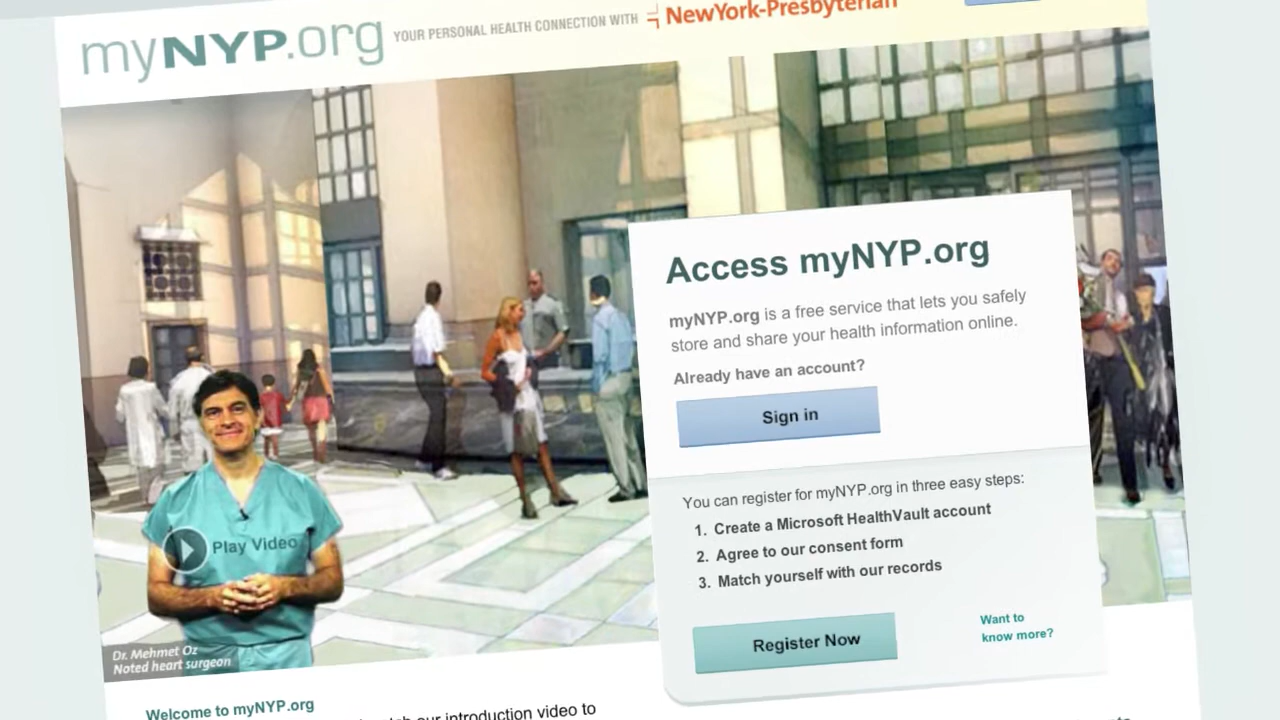 myNYP.org YOUR PERSONAL HEALTH CONNECTION WITH NewYork-Presbyterian
Access myNYP.org
myNYP.org is a free service that lets you safely
store and share your health information online.
Already have an account?
Sign in
You can register for myNYP.org in three easy steps:
1. Create a Microsoft HealthVault account
2. Agree to our consent form
3. Match yourself with our records
Register Now
Want to
know more?
Play Video
Dr. Mehmet Oz
Noted heart surgeon
Welcome to myNYP.org
our introduction video to